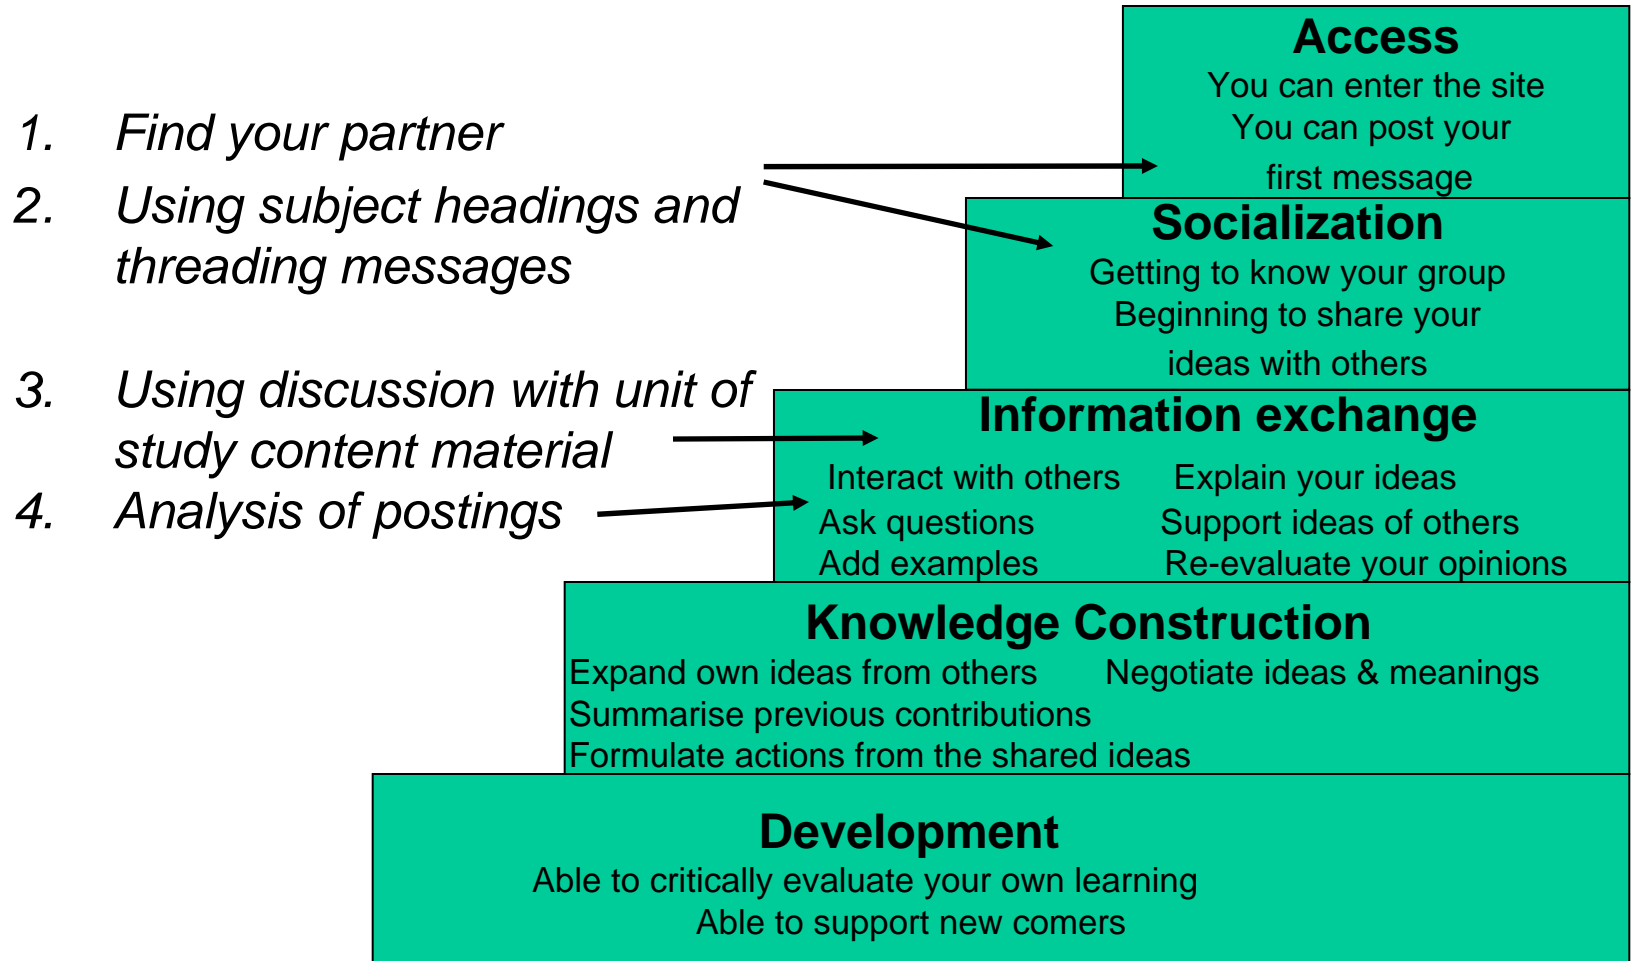 1. Find your partner
2. Using subject headings and
threading messages
3. Using discussion with unit of
study content material
4. Analysis of postings
Access
You can enter the site
You can post your
first message
Socialization
Getting to know your group
Beginning to share your
ideas with others
Information exchange
Interact with others Explain your ideas
Ask questions Support ideas of others
Add examples Re-evaluate your opinions
Knowledge Construction
Expand own ideas from others Negotiate ideas & meanings
Summarise previous contributions
Formulate actions from the shared ideas
Development
Able to critically evaluate your own learning
Able to support new comers